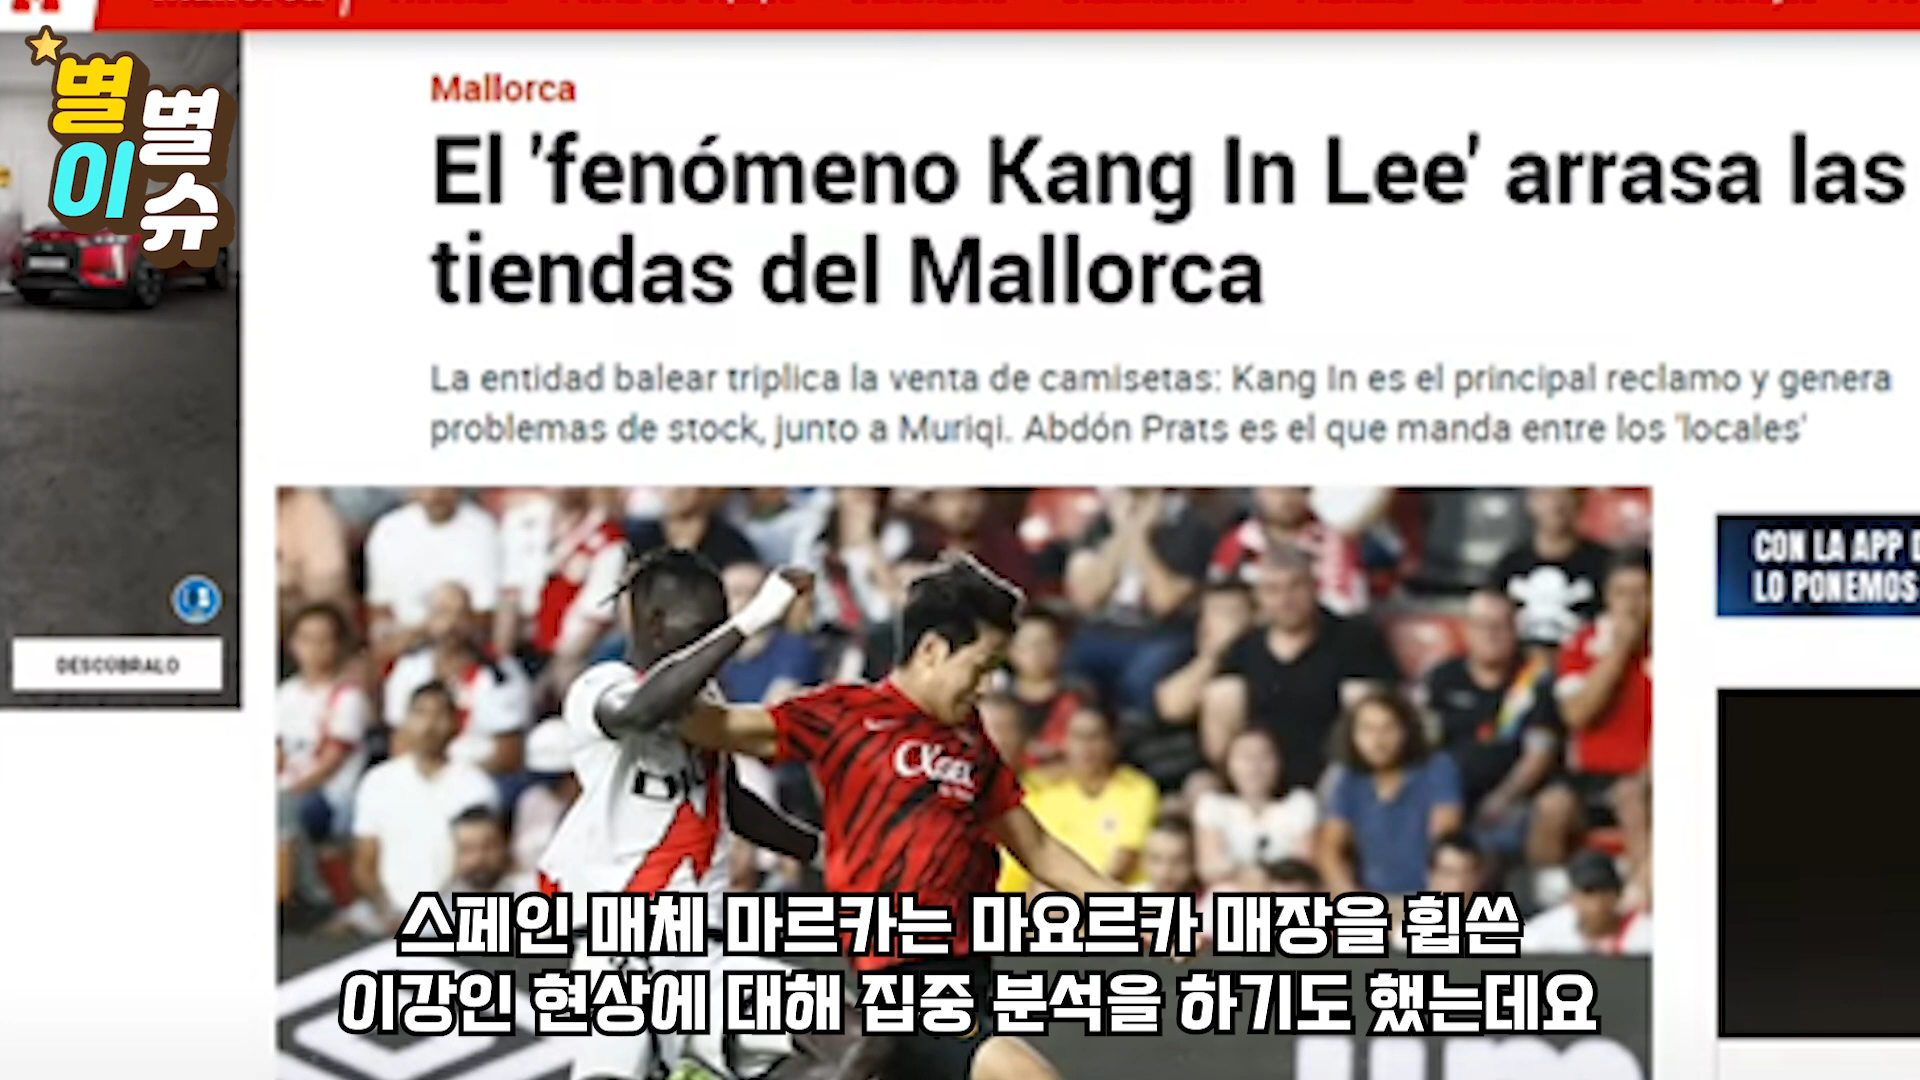 별별
이슈
Mallorca
El 'fenómeno Kang In Lee' arrasa las
tiendas del Mallorca
La entidad balear triplica la venta de camisetas: Kang In es el principal reclamo y genera
problemas de stock, junto a Muriqi. Abdón Prats es el que manda entre los 'locales'
CON LA APP D
LO PONEMOS
DESCÚBRALO
스페인 매체 마르카는 마요르카 매장을 휩쓴
이강인 현상에 대해 집중 분석을 하기도 했는데요